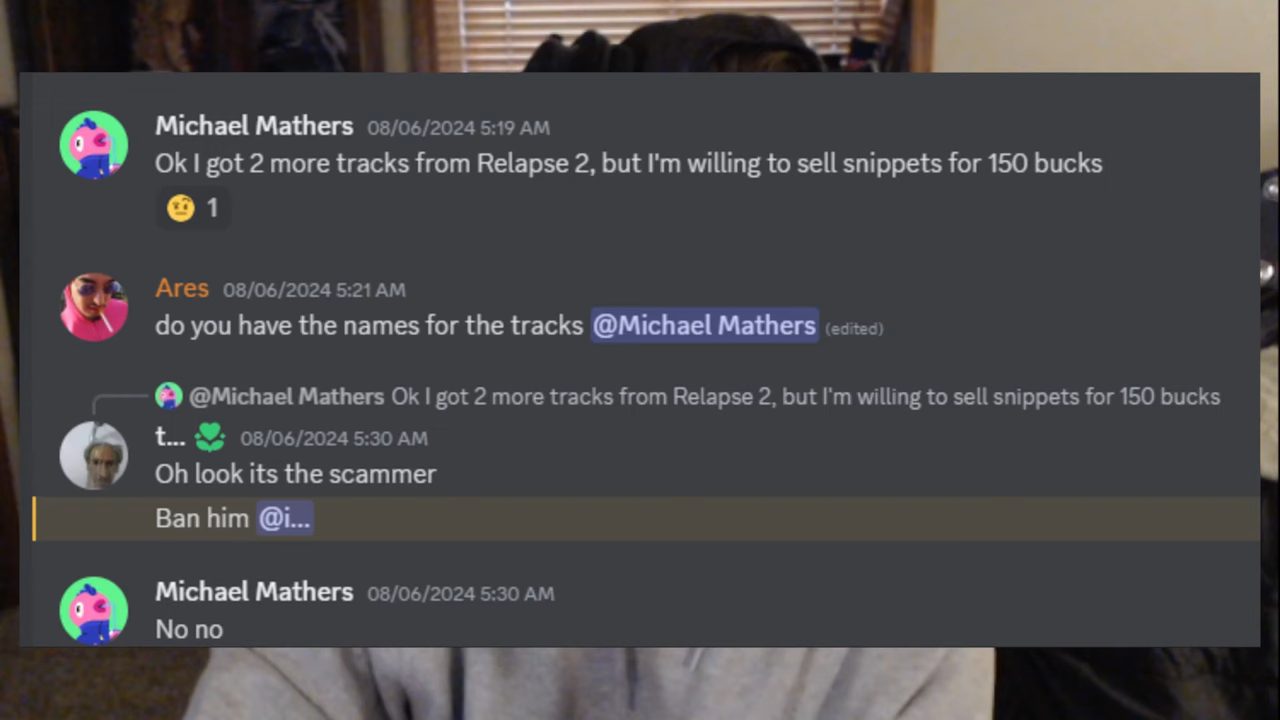 Michael Mathers 08/06/2024 5:19 AM
Ok I got 2 more tracks from Relapse 2, but I'm willing to sell snippets for 150 bucks
1
Ares 08/06/2024 5:21 AM
do you have the names for the tracks @Michael Mathers (edited)
@Michael Mathers Ok I got 2 more tracks from Relapse 2, but I'm willing to sell snippets for 150 bucks
t... 08/06/2024 5:30 AM
Oh look its the scammer
Ban him @i...
Michael Mathers 08/06/2024 5:30 AM
No no